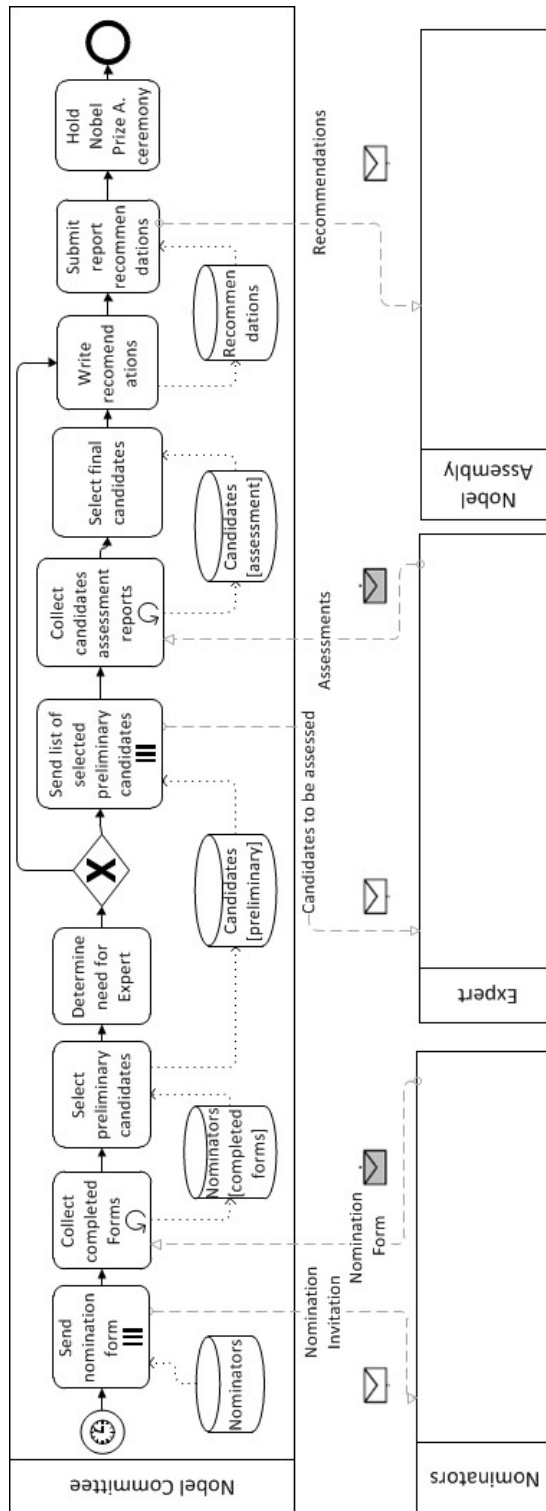 Nobel Committee
Send
nomination
form
Collect
completed
Forms
Select
preliminary
candidates
Determine
need for
Expert
X
Send list of
selected
preliminary
candidates
Collect
candidates
assessment
reports
Select final
candidates
Write
recomend
ations
Submit
report
recommen
dations
Hold
Nobel
Prize A.
ceremony
Nominators
Nominators
[completed
forms]
Candidates
[preliminary]
Candidates
[assessment]
Recommen
dations
Nomination
Invitation
Nomination
Form
Candidates to be assessed
Assessments
Recommendations
Nominators
Expert
Nobel
Assembly